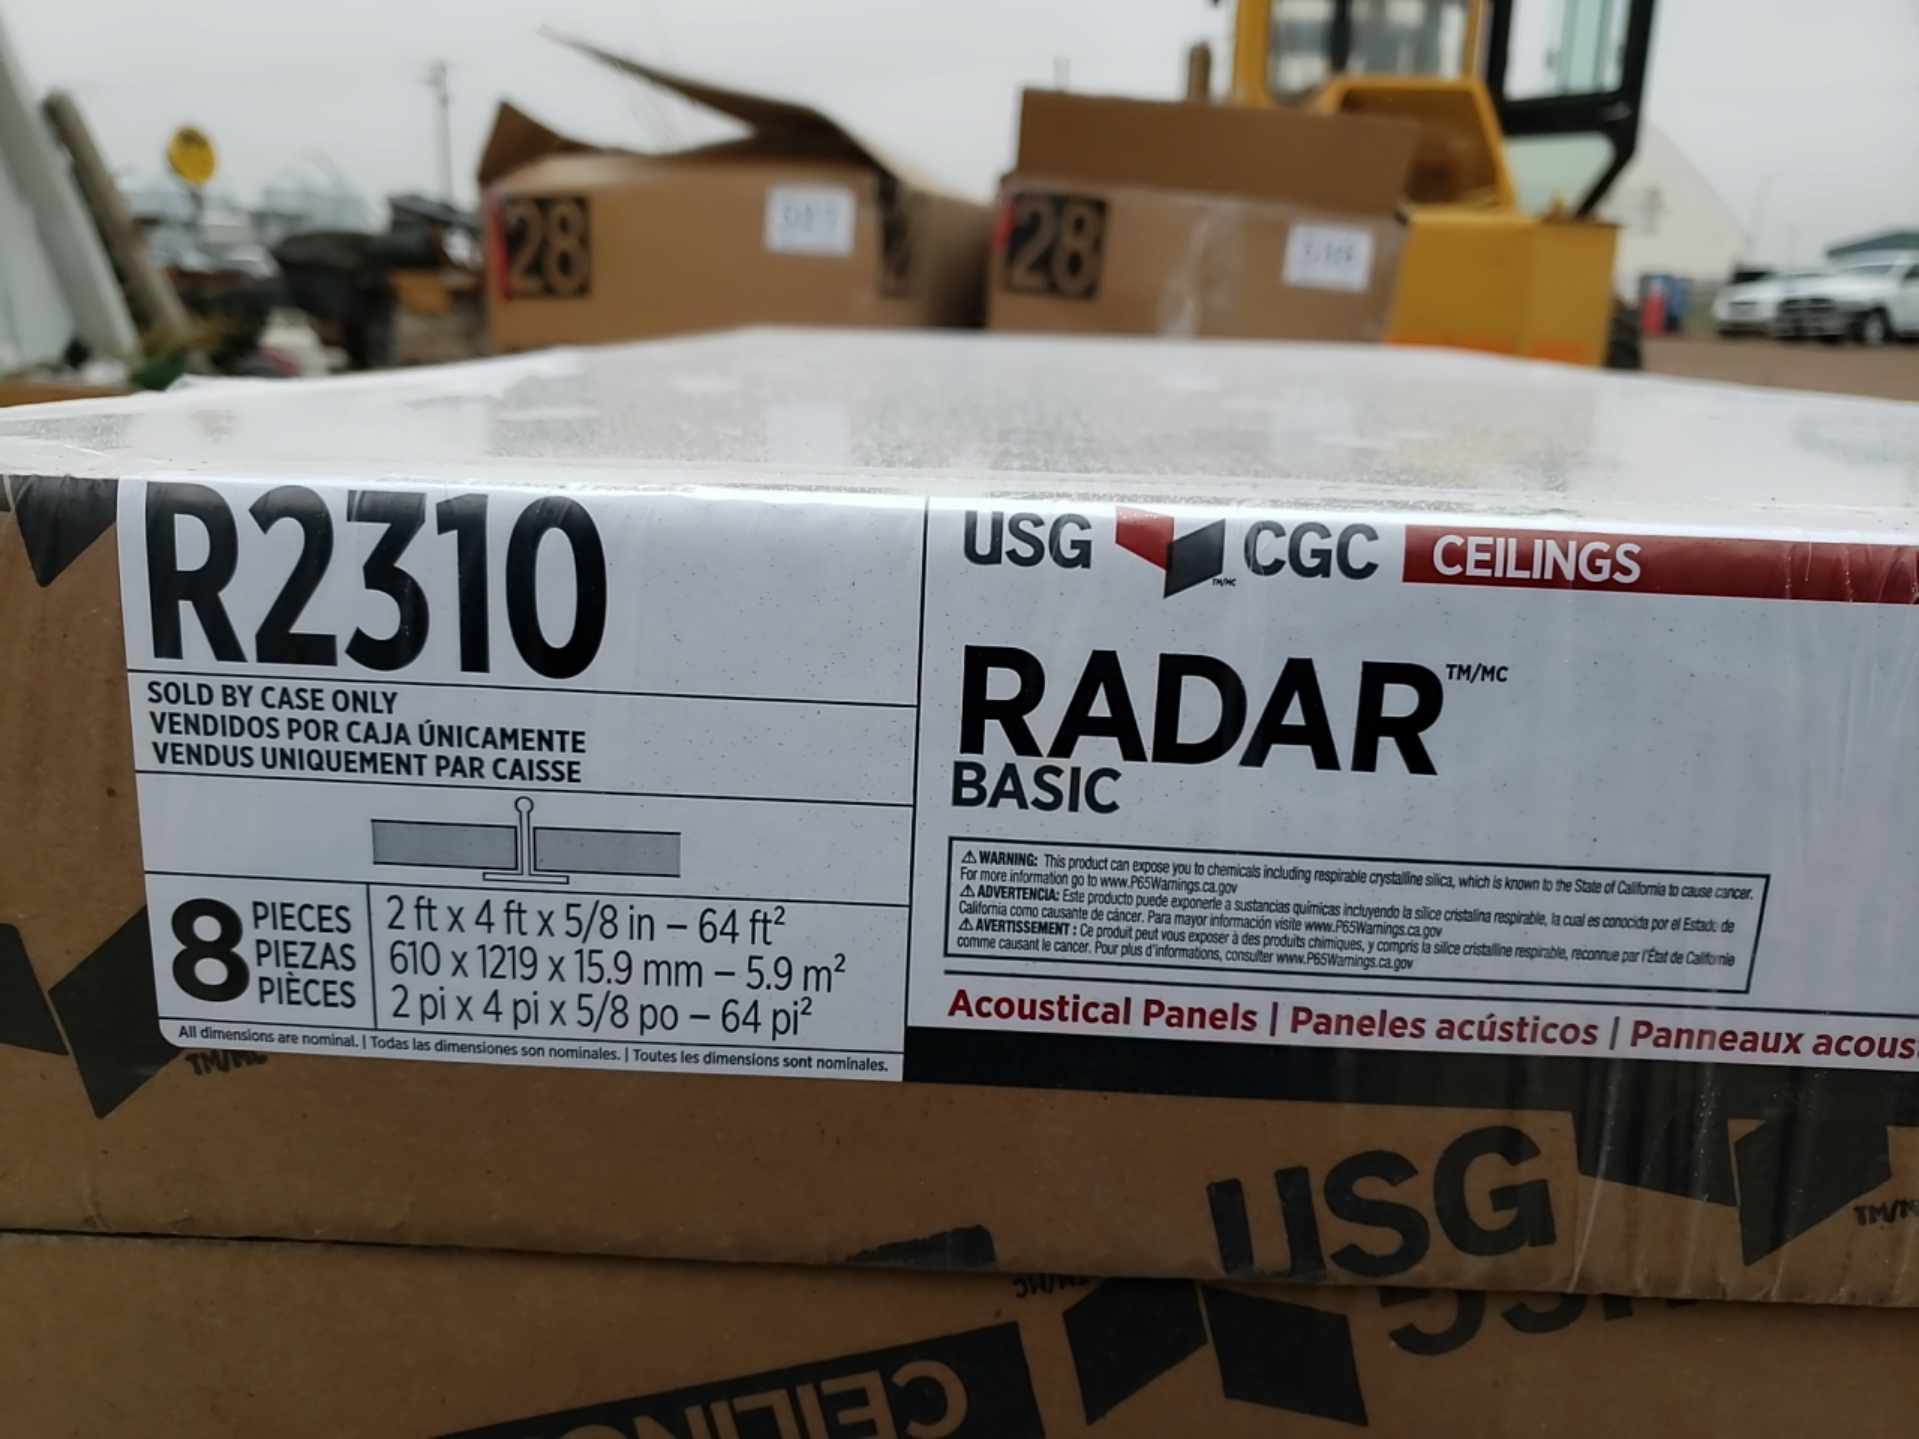 28
28
R2310
SOLD BY CASE ONLY
VENDIDOS POR CAJA ÚNICAMENTE
VENDUS UNIQUEMENT PAR CAISSE
8 PIECES
PIEZAS
PIÈCES
2 ft x 4 ft x 5/8 in – 64 ft²
610 x 1219 x 15.9 mm – 5.9 m²
2 pi x 4 pi x 5/8 po – 64 pi²
All dimensions are nominal. | Todas las dimensiones son nominales. | Toutes les dimensions sont nominales.
TM/MC
USG TM/MC CGC CEILINGS
RADAR TM/MC
BASIC
⚠ WARNING: This product can expose you to chemicals including respirable crystalline silica, which is known to the State of California to cause cancer.
For more information go to www.P65Warnings.ca.gov
⚠ ADVERTENCIA: Este producto puede exponerle a sustancias químicas incluyendo la sílice cristalina respirable, la cual es conocida por el Estado de
California como causante de cáncer. Para mayor información visite www.P65Warnings.ca.gov
⚠ AVERTISSEMENT : Ce produit peut vous exposer à des produits chimiques, y compris la silice cristalline respirable, reconnue par l'État de Californie
comme causant le cancer. Pour plus d'informations, consulter www.P65Warnings.ca.gov
Acoustical Panels | Paneles acústicos | Panneaux acous
USG
TM/M
TM/MC
CEILING